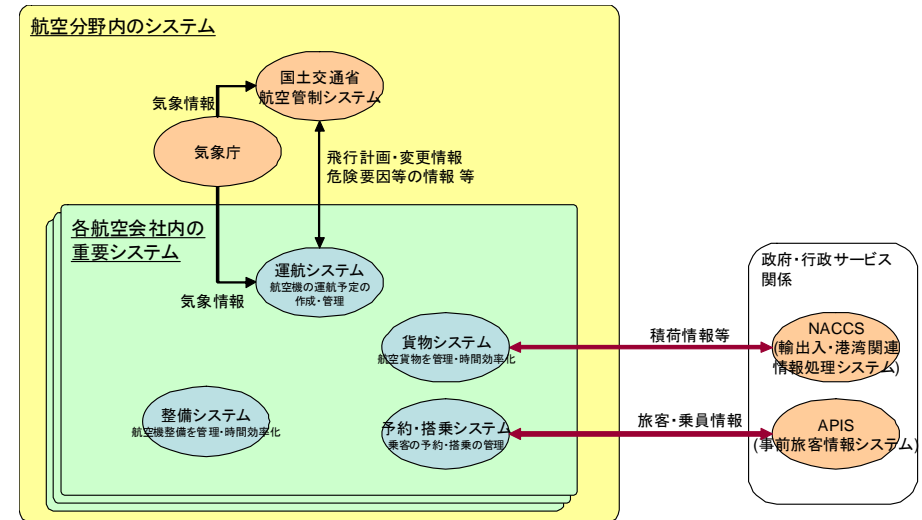 航空分野内のシステム
国土交通省
航空管制システム
気象情報
気象庁
飛行計画・変更情報
危険要因等の情報 等
各航空会社内の
重要システム
運航システム
航空機の運航予定の
作成・管理
気象情報
貨物システム
航空貨物を管理・時間効率化
整備システム
航空機整備を管理・時間効率化
予約・搭乗システム
乗客の予約・搭乗の管理
積荷情報等
旅客・乗員情報
政府・行政サービス
関係
NACCS
(輸出入・港湾関連
情報処理システム)
APIS
(事前旅客情報システム)